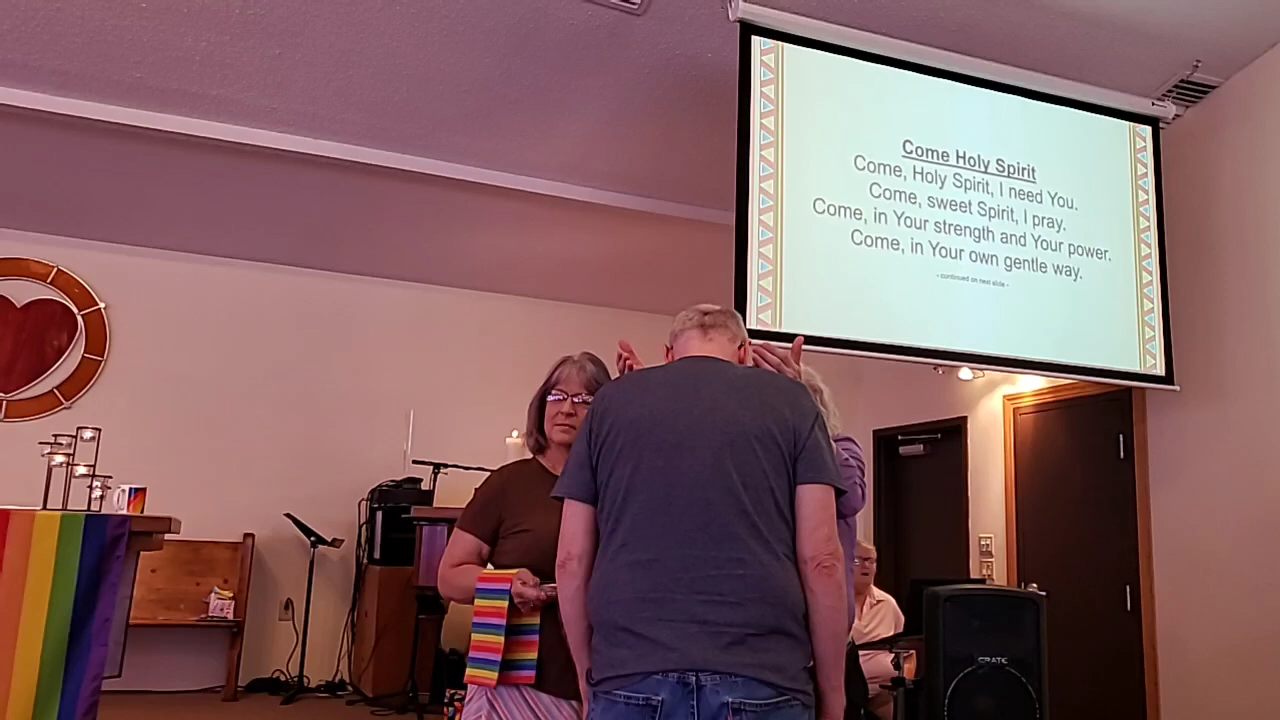 Come Holy Spirit
Come, Holy Spirit, I need You.
Come, sweet Spirit, I pray.
Come, in Your strength and Your power.
Come, in Your own gentle way.
- continued on next slide -
CRATE